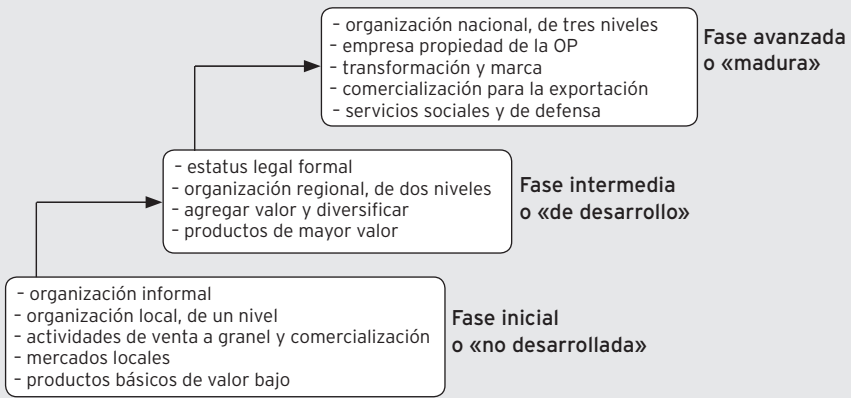 – organización nacional, de tres niveles
– empresa propiedad de la OP
– transformación y marca
– comercialización para la exportación
– servicios sociales y de defensa
Fase avanzada
o «madura»
– estatus legal formal
– organización regional, de dos niveles
– agregar valor y diversificar
– productos de mayor valor
Fase intermedia
o «de desarrollo»
– organización informal
– organización local, de un nivel
– actividades de venta a granel y comercialización
– mercados locales
– productos básicos de valor bajo
Fase inicial
o «no desarrollada»